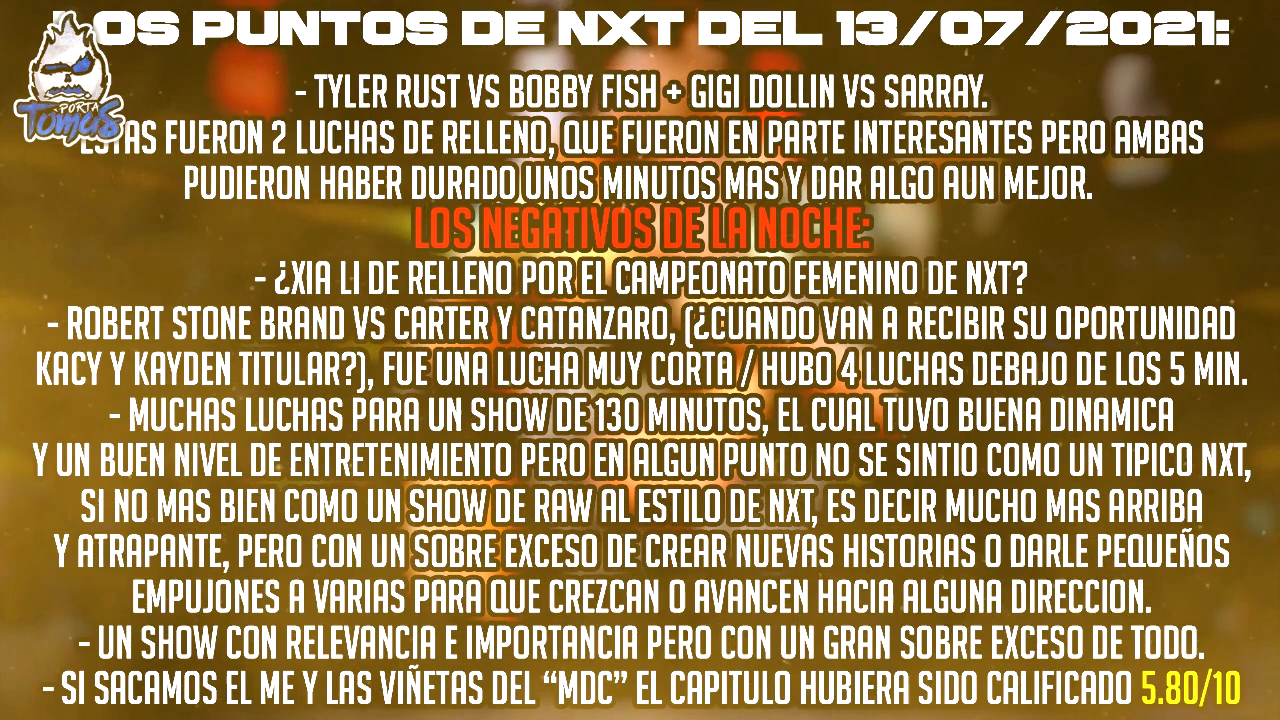 LOS PUNTOS DE NXT DEL 13/07/2021:
PORTA
TOMUS
- TYLER RUST VS BOBBY FISH + GIGI DOLLIN VS SARRAY.
ESTAS FUERON 2 LUCHAS DE RELLENO, QUE FUERON EN PARTE INTERESANTES PERO AMBAS
PUDIERON HABER DURADO UNOS MINUTOS MAS Y DAR ALGO AUN MEJOR.
LOS NEGATIVOS DE LA NOCHE:
- ¿XIA LI DE RELLENO POR EL CAMPEONATO FEMENINO DE NXT?
- ROBERT STONE BRAND VS CARTER Y CATANZARO, (¿CUANDO VAN A RECIBIR SU OPORTUNIDAD
KACY Y KAYDEN TITULAR?), FUE UNA LUCHA MUY CORTA / HUBO 4 LUCHAS DEBAJO DE LOS 5 MIN.
- MUCHAS LUCHAS PARA UN SHOW DE 130 MINUTOS, EL CUAL TUVO BUENA DINAMICA
Y UN BUEN NIVEL DE ENTRETENIMIENTO PERO EN ALGUN PUNTO NO SE SINTIO COMO UN TIPICO NXT,
SI NO MAS BIEN COMO UN SHOW DE RAW AL ESTILO DE NXT, ES DECIR MUCHO MAS ARRIBA
Y ATRAPANTE, PERO CON UN SOBRE EXCESO DE CREAR NUEVAS HISTORIAS O DARLE PEQUEÑOS
EMPUJONES A VARIAS PARA QUE CREZCAN O AVANCEN HACIA ALGUNA DIRECCION.
- UN SHOW CON RELEVANCIA E IMPORTANCIA PERO CON UN GRAN SOBRE EXCESO DE TODO.
- SI SACAMOS EL ME Y LAS VIÑETAS DEL “MDC” EL CAPITULO HUBIERA SIDO CALIFICADO 5.80/10